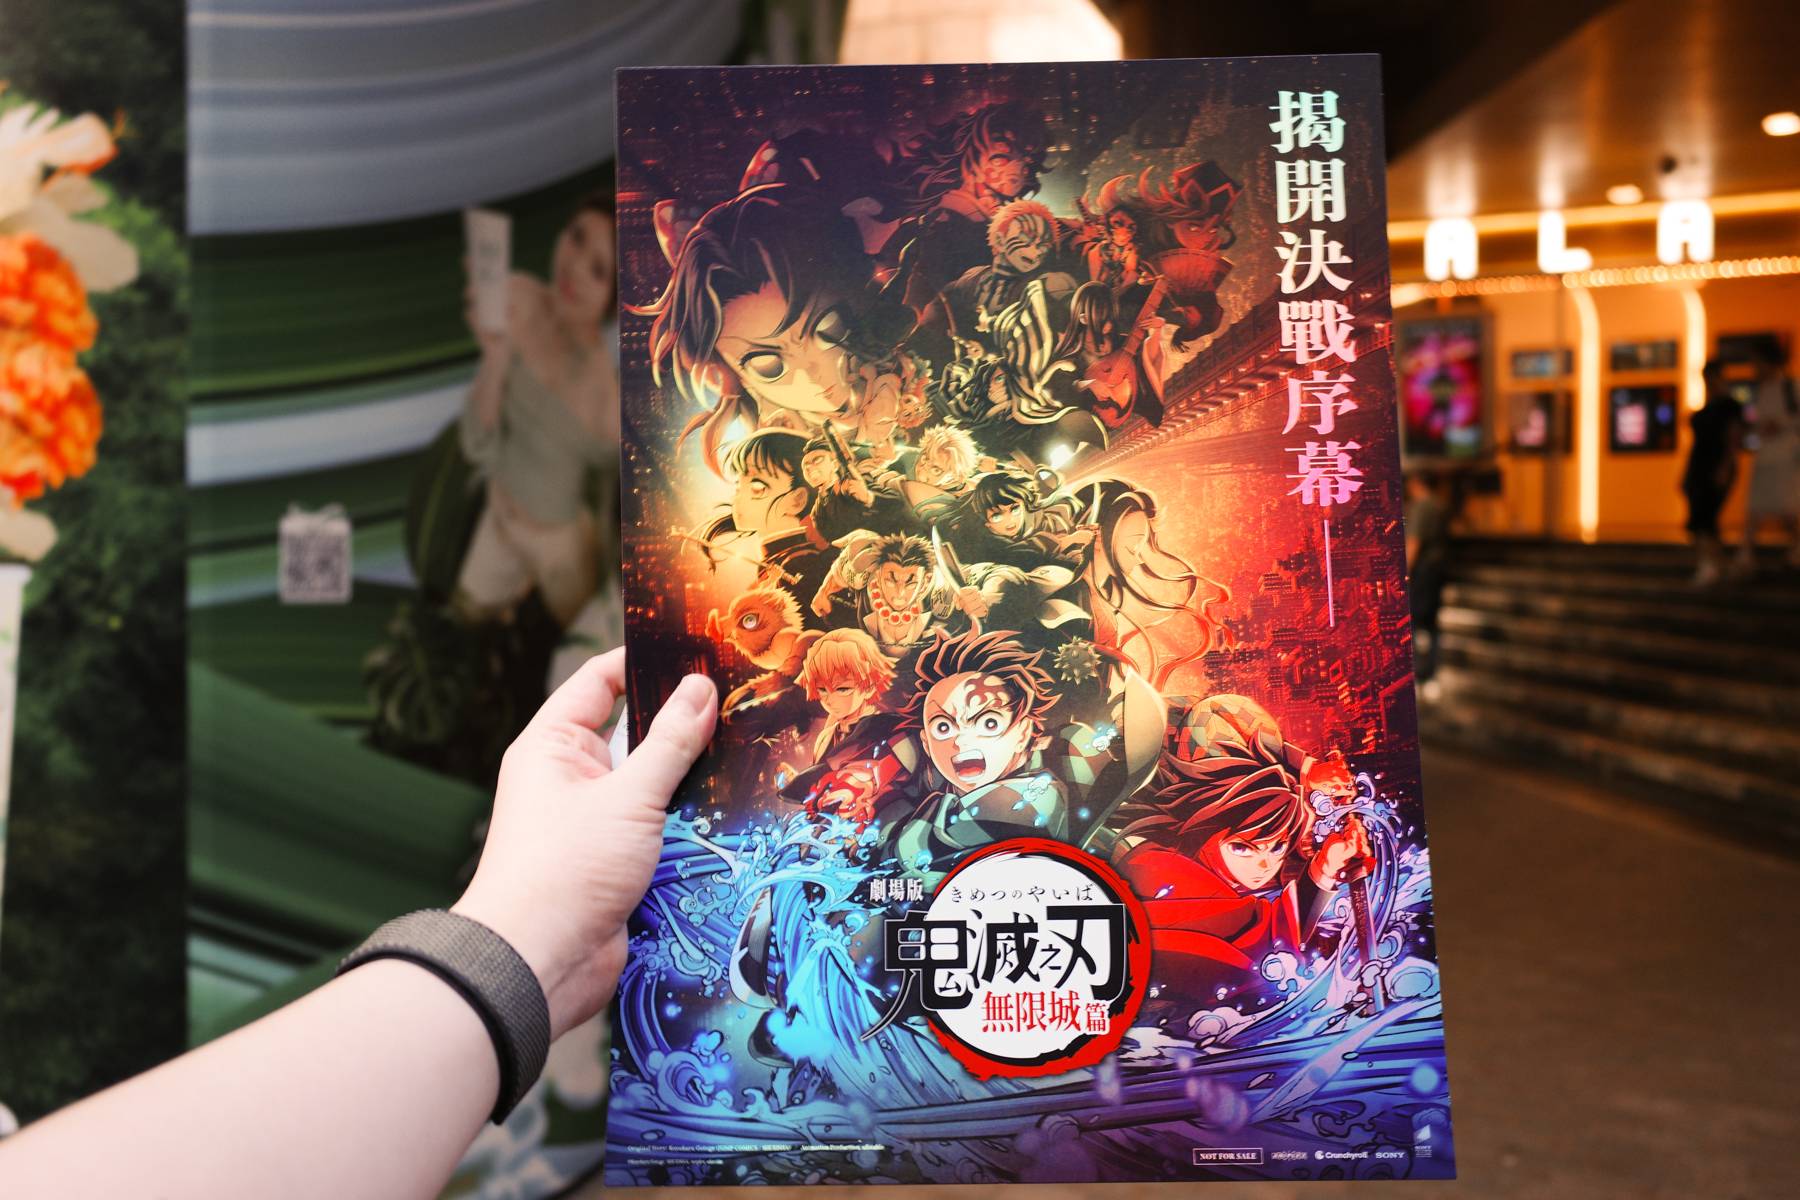 揭開決戰序幕——
劇場版
きめつのやいば
鬼滅之刃
無限城篇
NOT FOR SALE
Crunchyroll
SONY
ALA